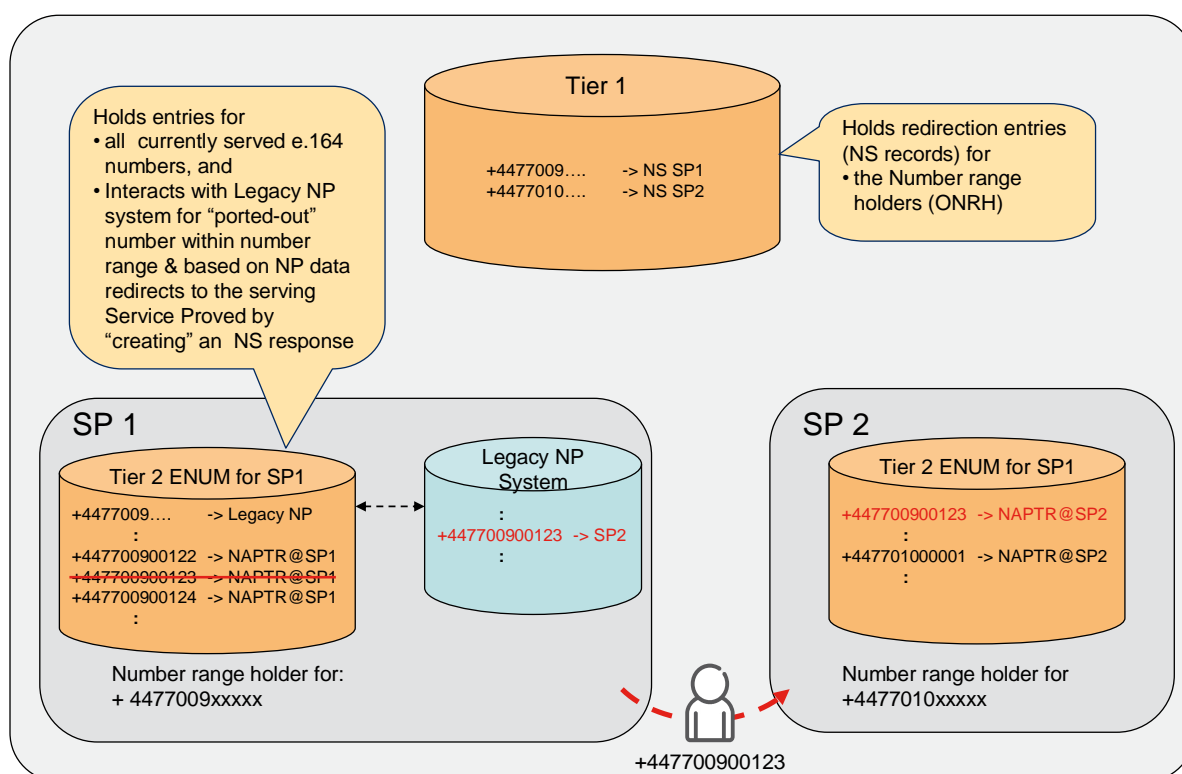 Tier 1
+4477009…. -> NS SP1
+4477010…. -> NS SP2
Holds entries for
• all currently served e.164
numbers, and
• Interacts with Legacy NP
system for “ported-out”
number within number
range & based on NP data
redirects to the serving
Service Proved by
“creating” an NS response
Holds redirection entries
(NS records) for
• the Number range
holders (ONRH)
SP 1
Tier 2 ENUM for SP1
+4477009…. -> Legacy NP
:
+447700900122 -> NAPTR@SP1
+447700900123 -> NAPTR@SP1
+447700900124 -> NAPTR@SP1
:
Number range holder for:
+ 4477009xxxxx
Legacy NP
System
:
+447700900123 -> SP2
:
SP 2
Tier 2 ENUM for SP1
+447700900123 -> NAPTR@SP2
:
+447701000001 -> NAPTR@SP2
:
Number range holder for
+4477010xxxxx
+447700900123